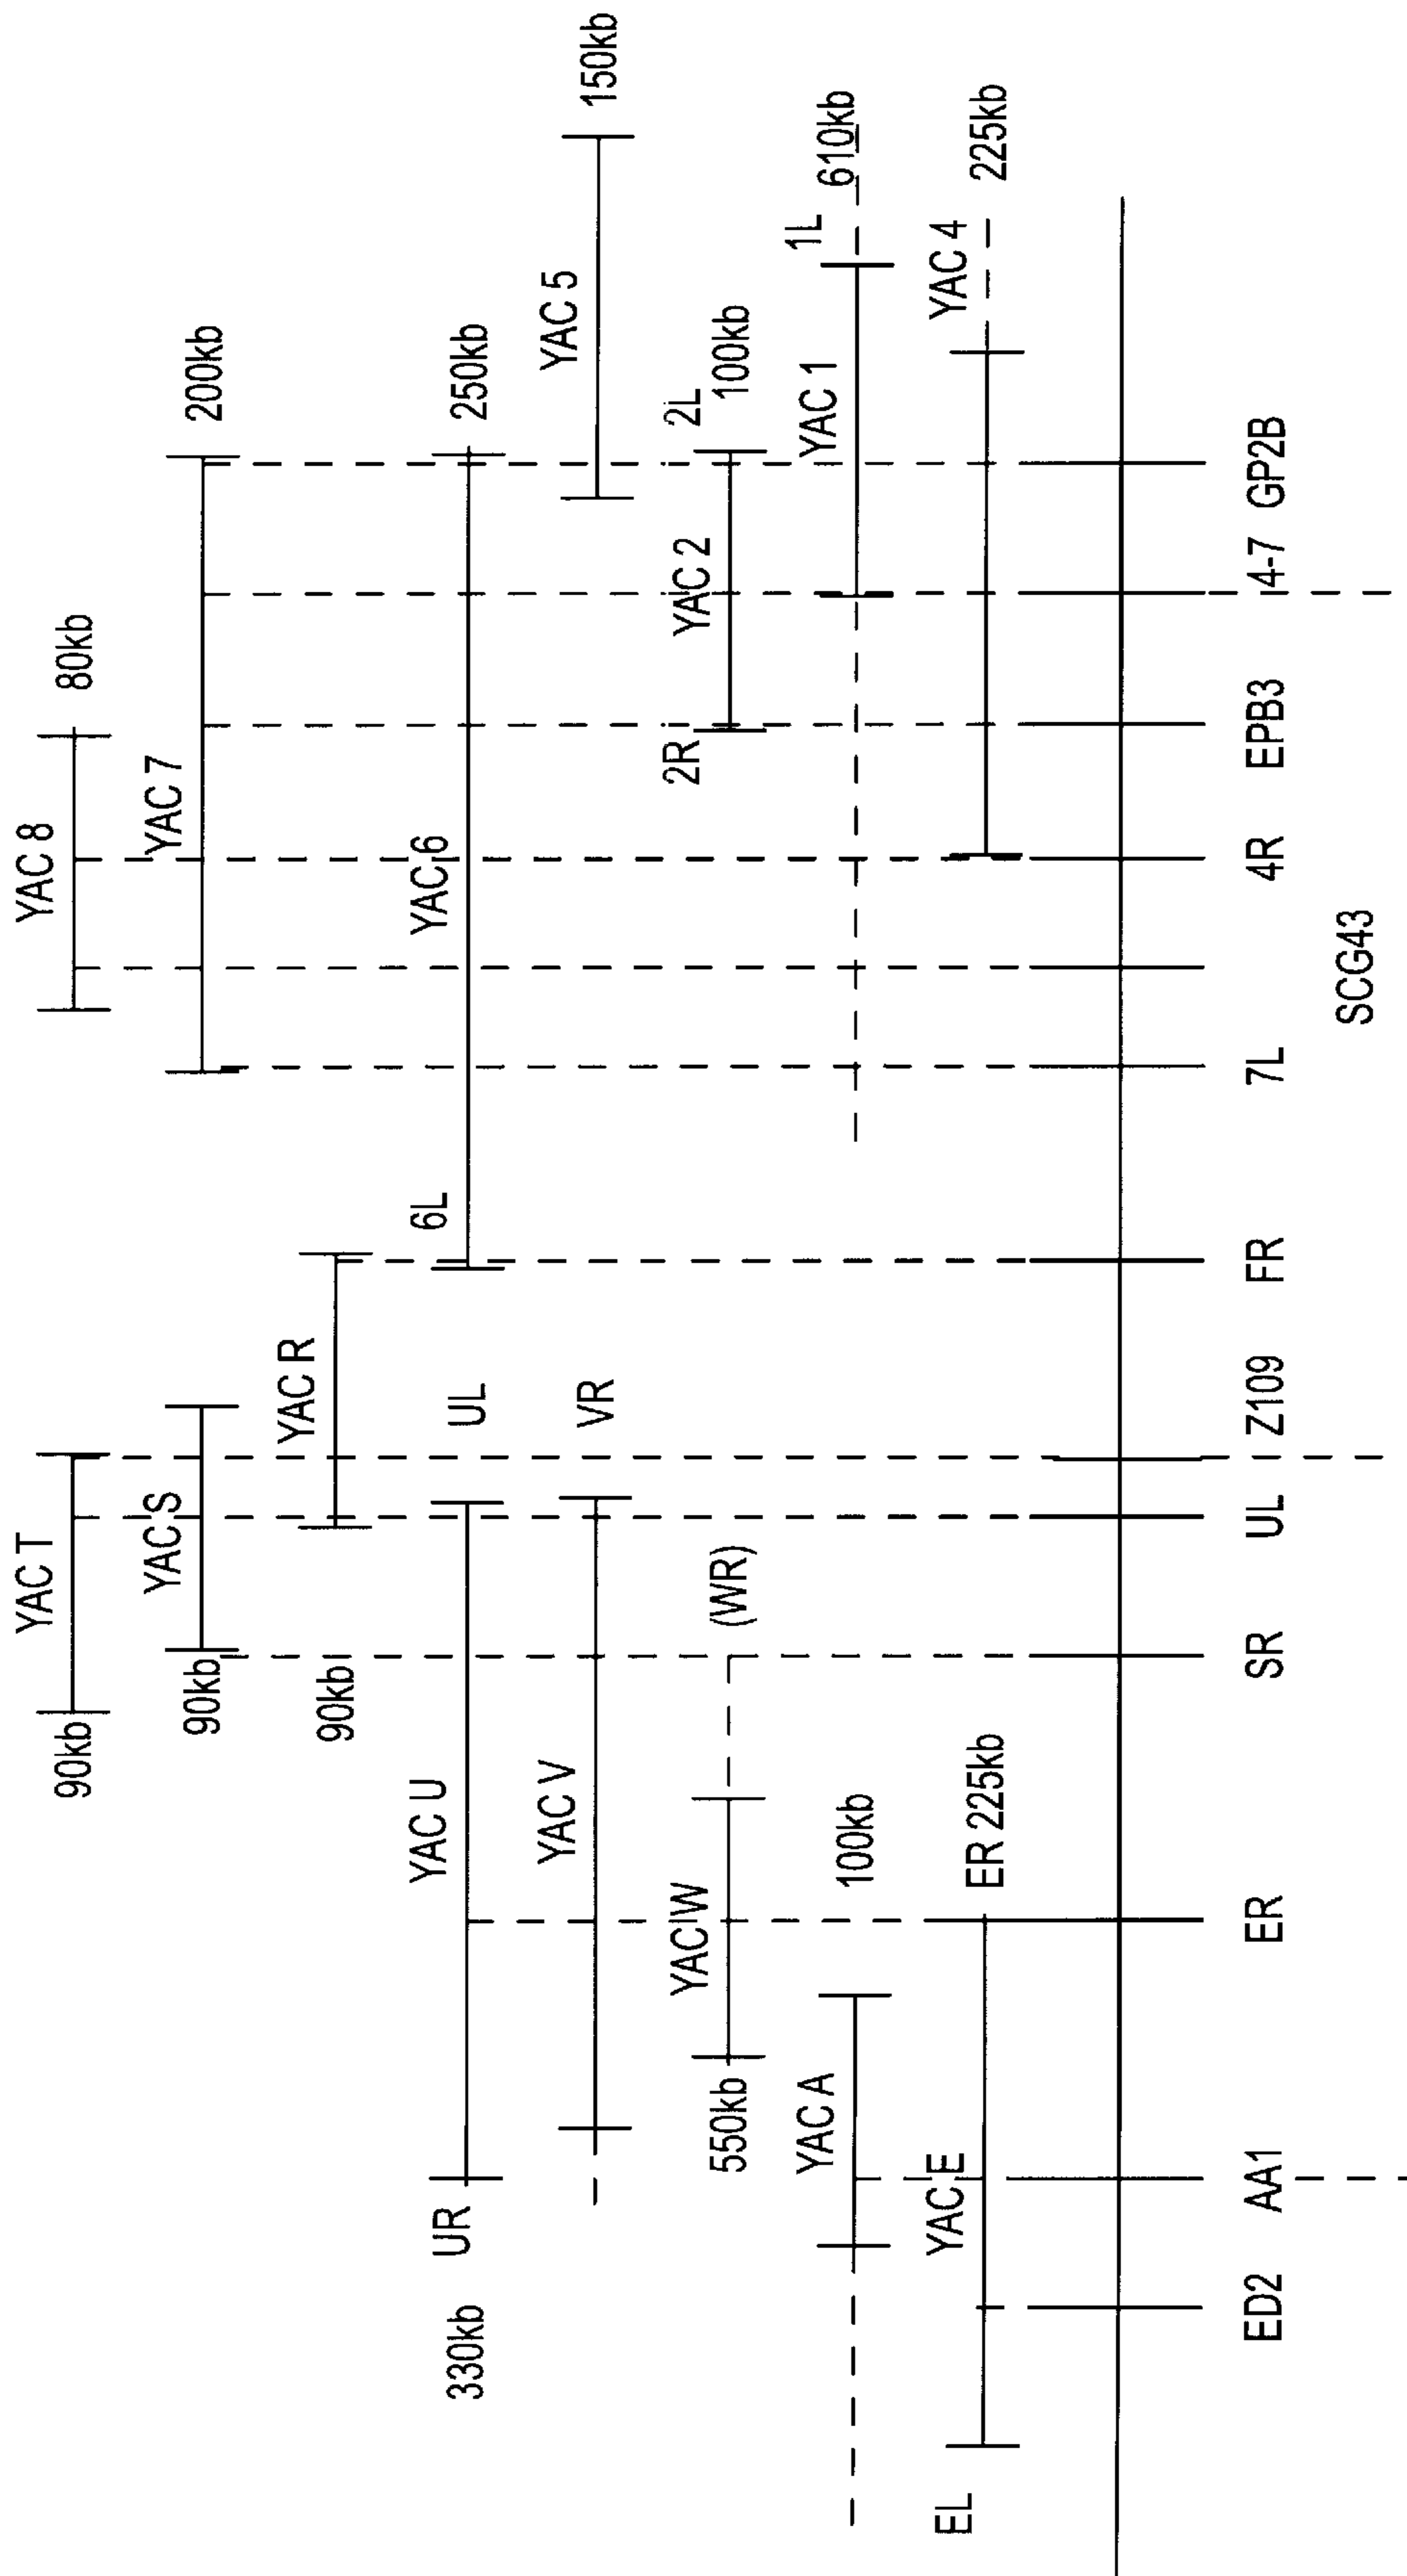 YAC T
90kb
YAC 8
80kb
YAC S
90kb
YAC 7
200kb
YAC R
90kb
330kb
UR
YAC U
UL
6L
YAC 6
250kb
YAC V
VR
YAC 5
150kb
550kb
YAC W
(WR)
2R
YAC 2
2L
100kb
YAC A
100kb
YAC 1
1L
610kb
EL
YAC E
ER 225kb
YAC 4
225kb
ED2 AA1 ER SR UL Z109 FR 7L 4R EPB3 4-7 GP2B
SCG43